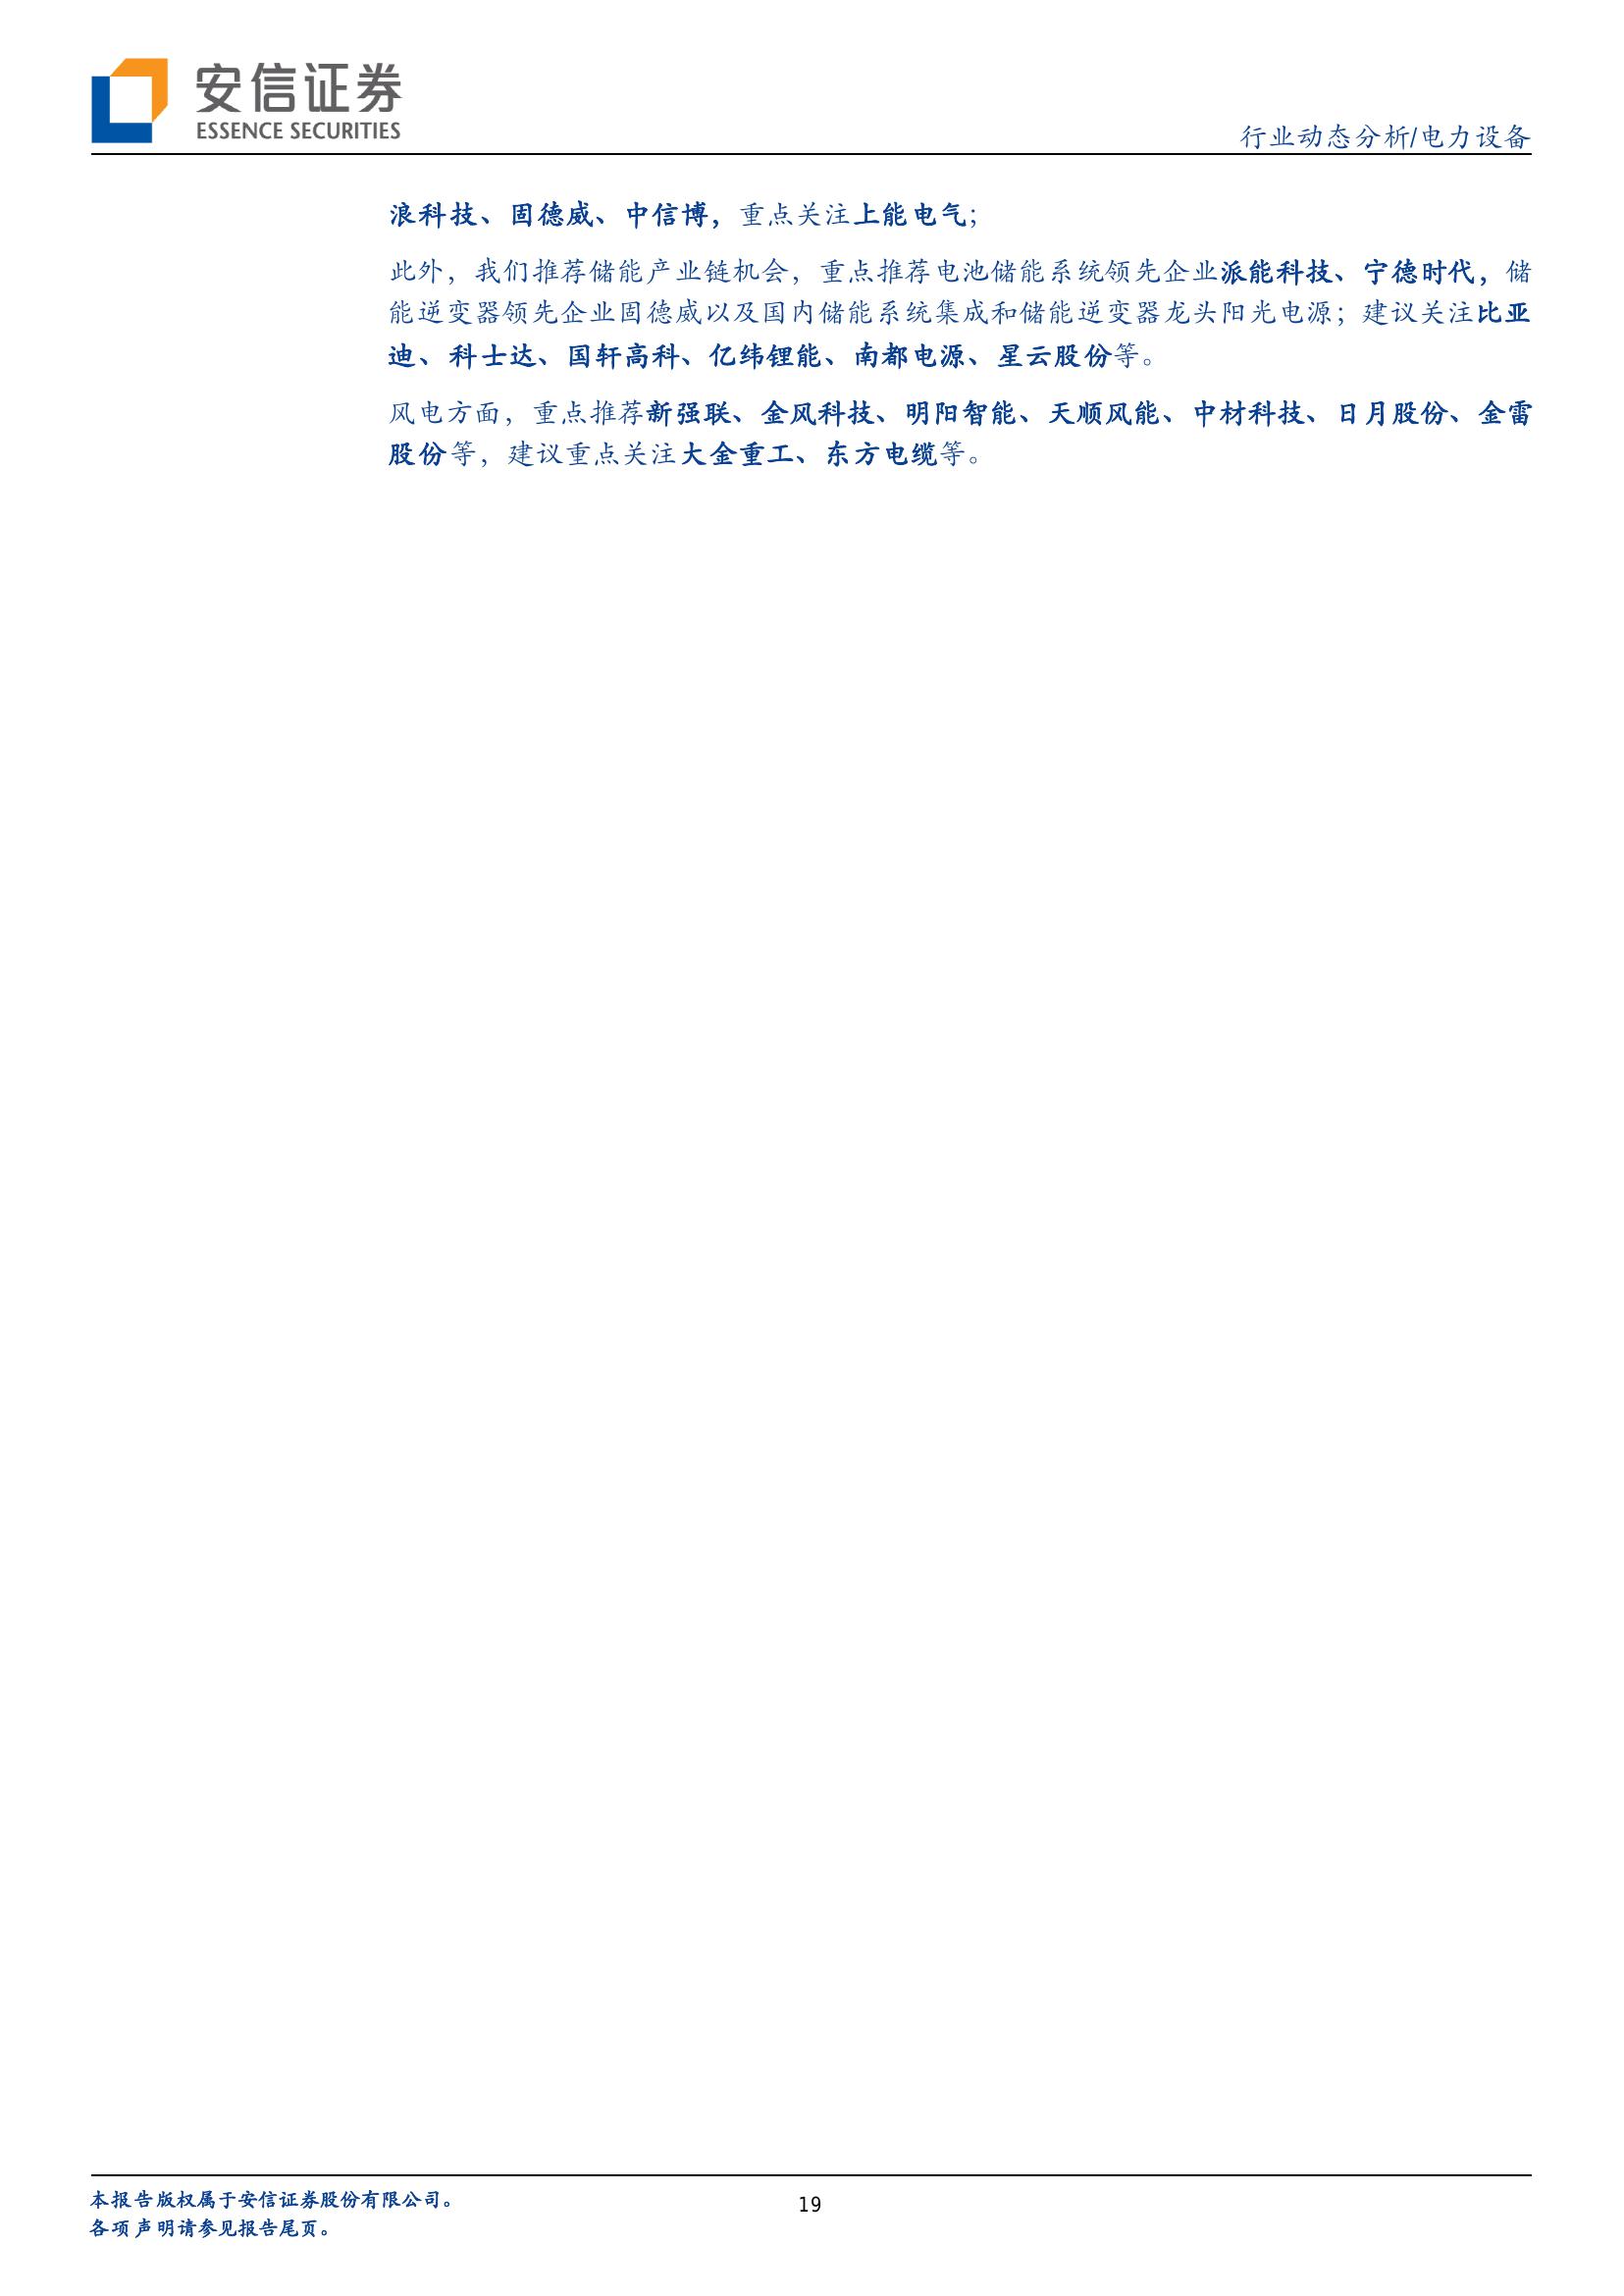 安信证券
ESSENCE SECURITIES
行业动态分析/电力设备
浪科技、固德威、中信博，重点关注上能电气；
此外，我们推荐储能产业链机会，重点推荐电池储能系统领先企业派能科技、宁德时代，储
能逆变器领先企业固德威以及国内储能系统集成和储能逆变器龙头阳光电源；建议关注比亚
迪、科士达、国轩高科、亿纬锂能、南都电源、星云股份等。
风电方面，重点推荐新强联、金风科技、明阳智能、天顺风能、中材科技、日月股份、金雷
股份等，建议重点关注大金重工、东方电缆等。
本报告版权属于安信证券股份有限公司。
19
各项声明请参见报告尾页。